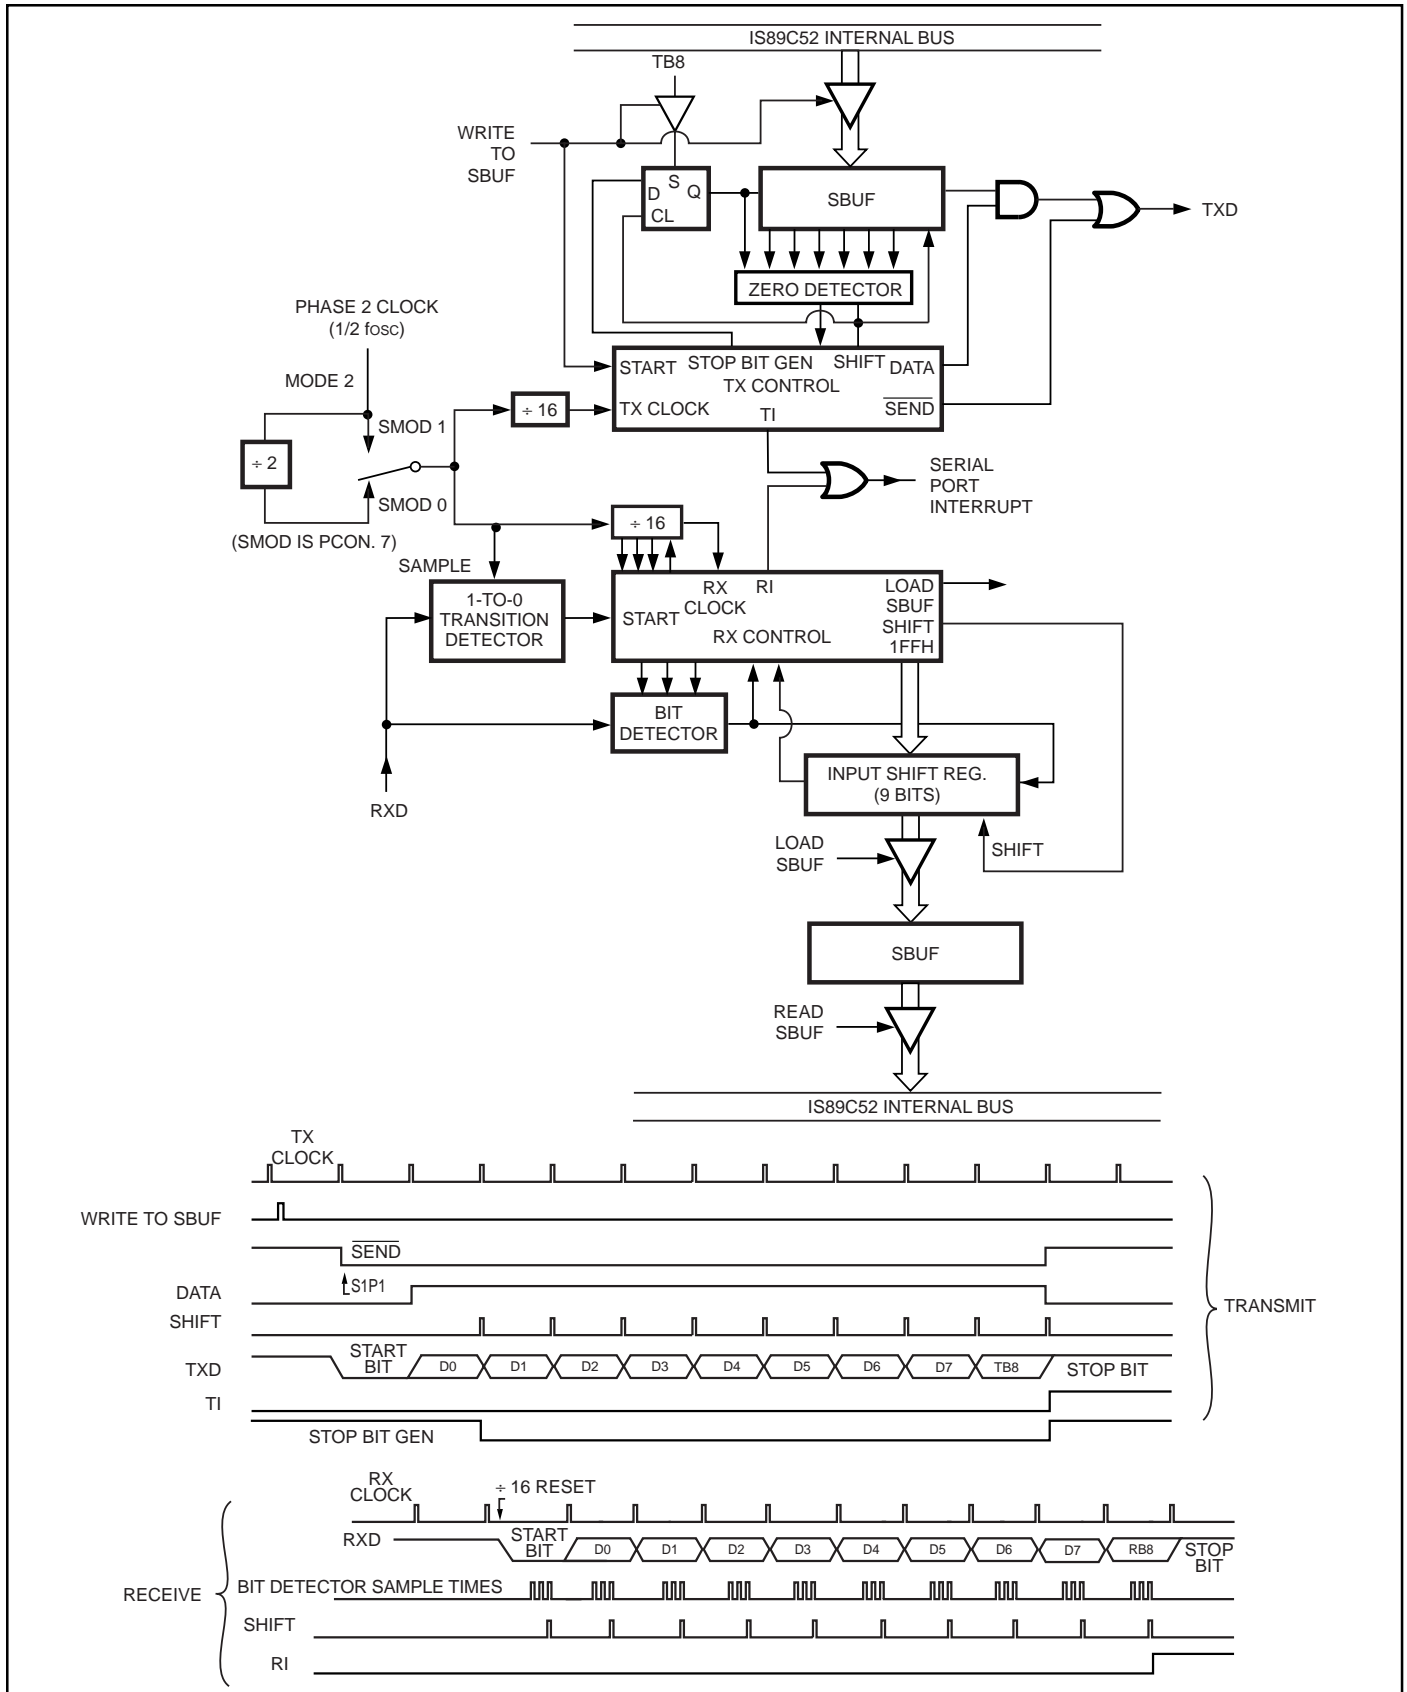 IS89C52 INTERNAL BUS
TB8
WRITE
TO
SBUF
S
D
Q
CL
SBUF
TXD
ZERO DETECTOR
PHASE 2 CLOCK
(1/2 fosc)
MODE 2
SMOD 1
÷ 2
SMOD 0
(SMOD IS PCON. 7)
÷ 16
START
STOP BIT GEN
SHIFT
DATA
TX CONTROL
TX CLOCK
TI
SEND
SERIAL
PORT
INTERRUPT
÷ 16
SAMPLE
1-TO-0
TRANSITION
DETECTOR
RX
CLOCK
RI
LOAD
SBUF
START
SHIFT
RX CONTROL
1FFH
BIT
DETECTOR
RXD
INPUT SHIFT REG.
(9 BITS)
LOAD
SBUF
SHIFT
SBUF
READ
SBUF
IS89C52 INTERNAL BUS
TX
CLOCK
WRITE TO SBUF
SEND
S1P1
DATA
SHIFT
TXD
START
BIT
D0 D1 D2 D3 D4 D5 D6 D7 TB8 STOP BIT
TI
STOP BIT GEN
TRANSMIT
RX
CLOCK
÷ 16 RESET
RXD
START
BIT
D0 D1 D2 D3 D4 D5 D6 D7 RB8 STOP
BIT
BIT DETECTOR SAMPLE TIMES
SHIFT
RI
RECEIVE